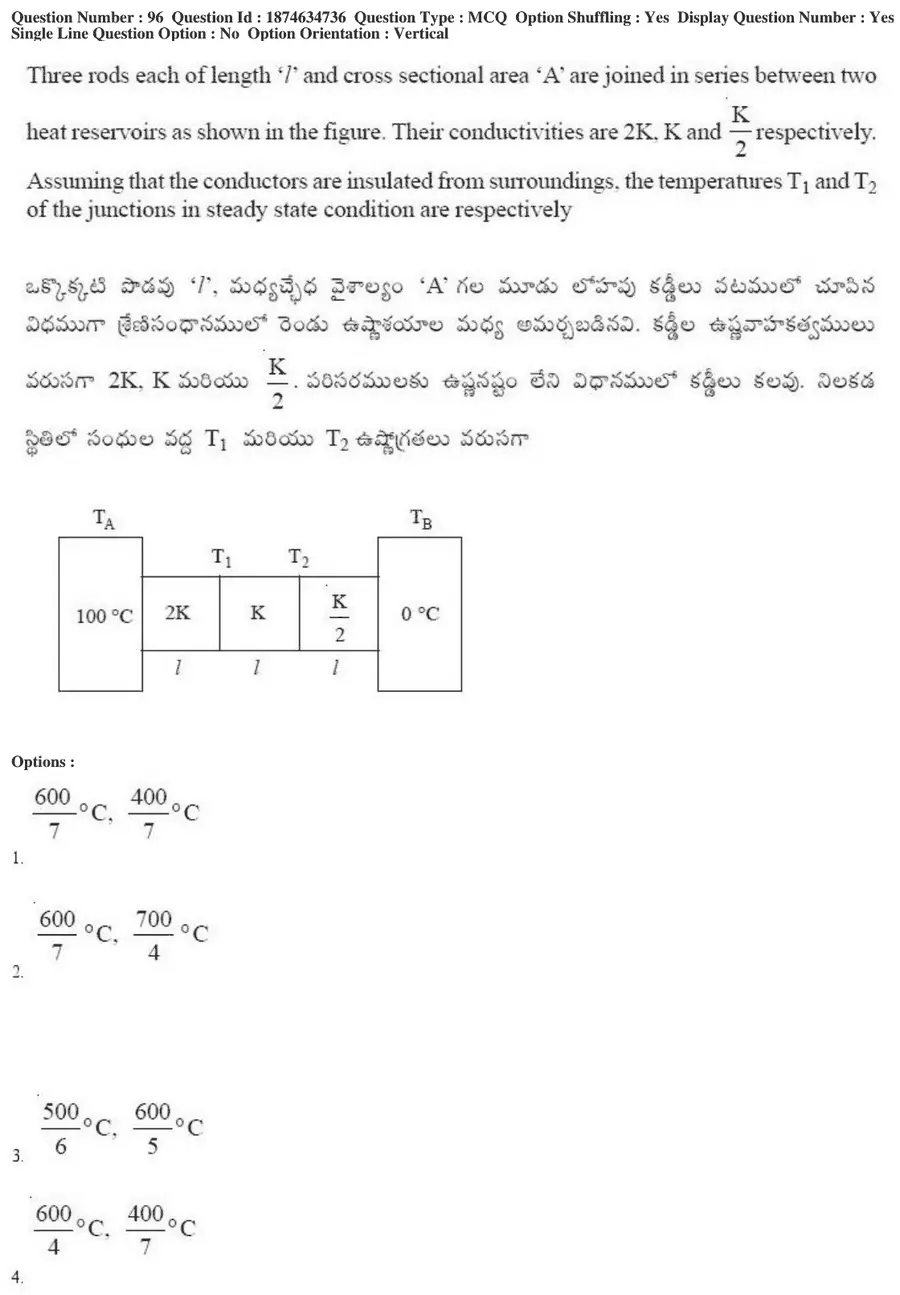 Question Number : 96 Question Id : 1874634736 Question Type : MCQ Option Shuffling : Yes Display Question Number : Yes
Single Line Question Option : No Option Orientation : Vertical
Three rods each of length ‘l’ and cross sectional area ‘A’ are joined in series between two
heat reservoirs as shown in the figure. Their conductivities are 2K, K and K/2 respectively.
Assuming that the conductors are insulated from surroundings, the temperatures T₁ and T₂
of the junctions in steady state condition are respectively
ఒక్కొక్కటి పొడవు ‘l’, మధ్యచ్ఛేధ వైశాల్యం ‘A’ గల మూడు లోహపు కడ్డీలు పటములో చూపిన
విధముగా శ్రేణిసంధానములో రెండు ఉష్ణాశయాల మధ్య అమర్చబడినవి. కడ్డీల ఉష్ణవాహకత్వములు
వరుసగా 2K, K మరియు K/2. పరిసరములకు ఉష్ణనష్టం లేని విధానములో కడ్డీలు కలవు. నిలకడ
స్థితిలో సంధుల వద్ద T₁ మరియు T₂ ఉష్ణోగ్రతలు వరుసగా
T_A T_B
T₁ T₂
100 °C 2K K K/2 0 °C
l l l
Options :
600/7 °C, 400/7 °C
1.
600/7 °C, 700/4 °C
2.
500/6 °C, 600/5 °C
3.
600/4 °C, 400/7 °C
4.